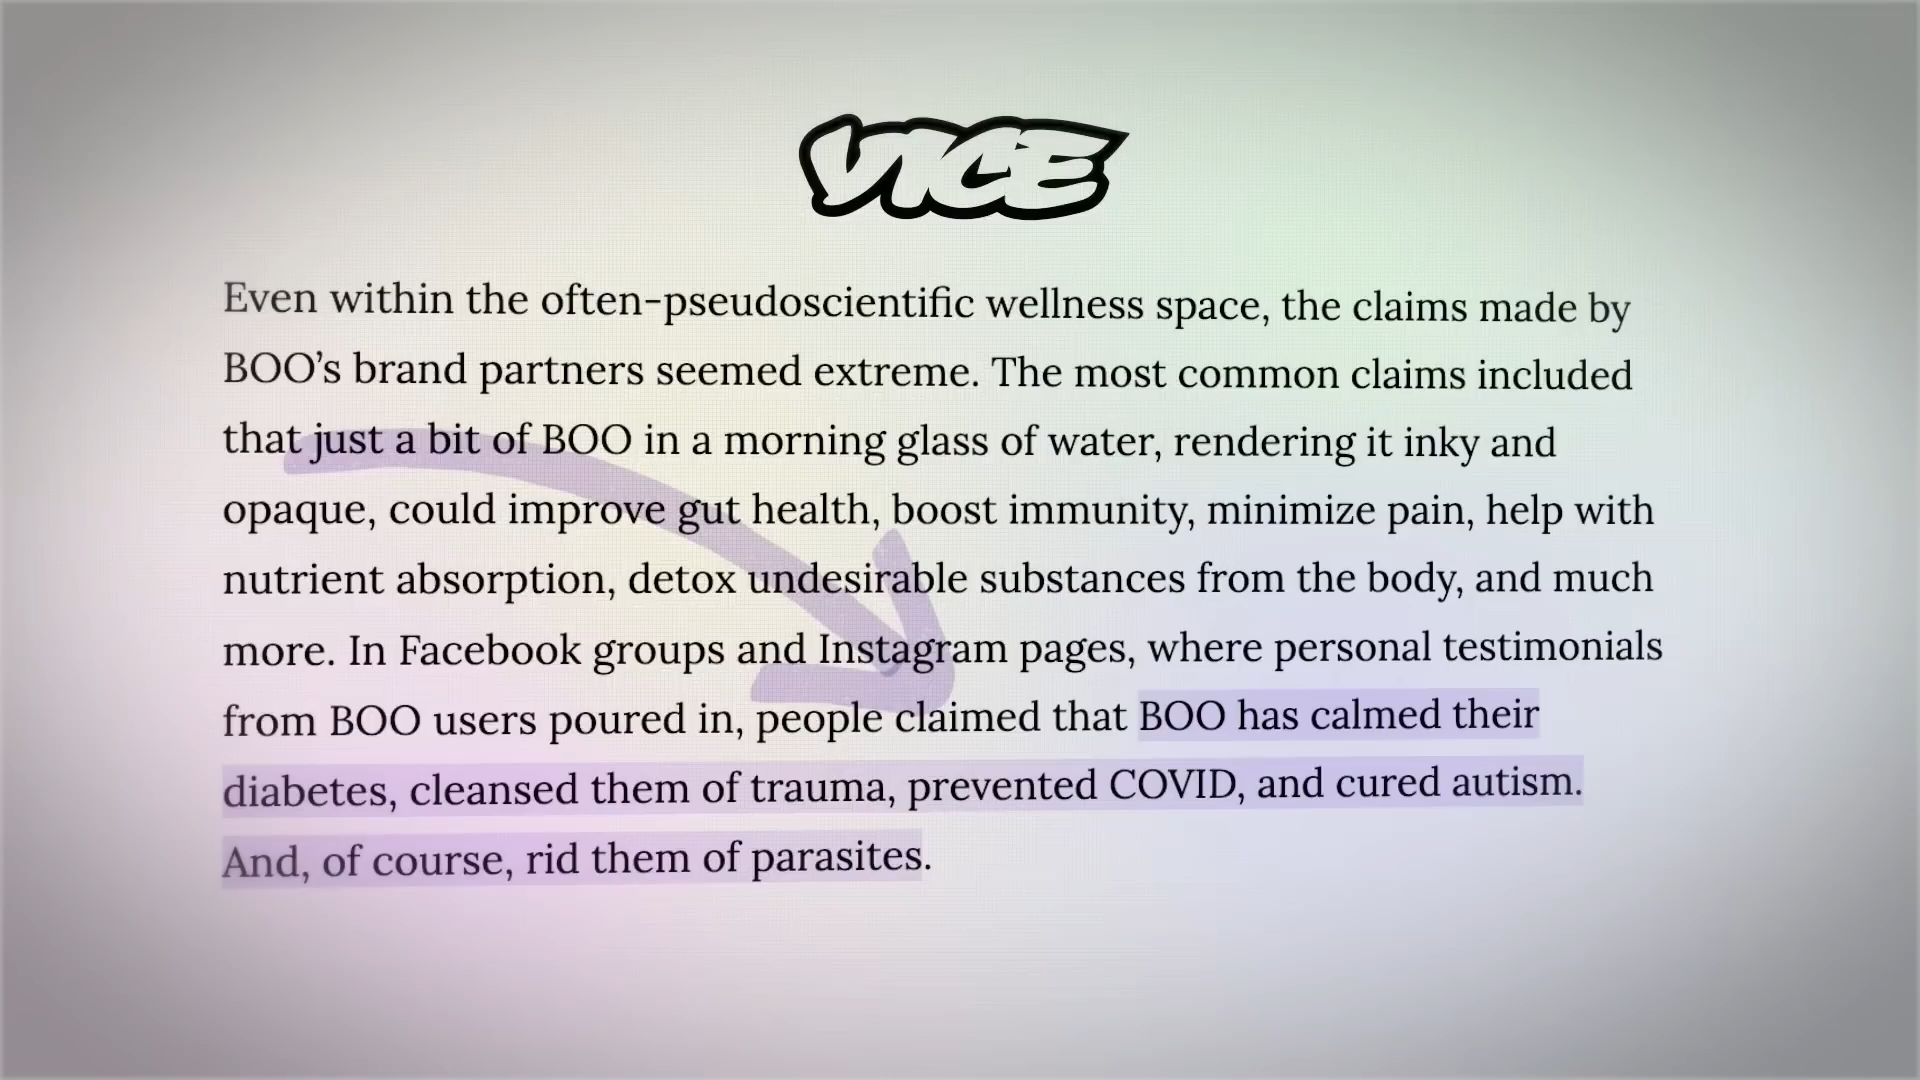 VICE
Even within the often-pseudoscientific wellness space, the claims made by
BOO’s brand partners seemed extreme. The most common claims included
that just a bit of BOO in a morning glass of water, rendering it inky and
opaque, could improve gut health, boost immunity, minimize pain, help with
nutrient absorption, detox undesirable substances from the body, and much
more. In Facebook groups and Instagram pages, where personal testimonials
from BOO users poured in, people claimed that BOO has calmed their
diabetes, cleansed them of trauma, prevented COVID, and cured autism.
And, of course, rid them of parasites.